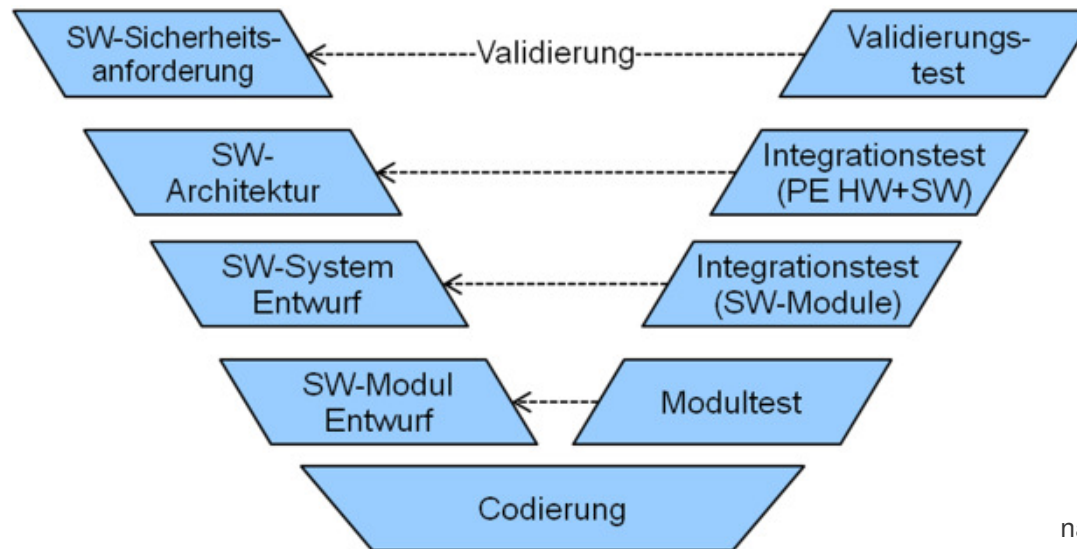 SW-Sicherheits-
anforderung
Validierung
Validierungs-
test
SW-
Architektur
Integrationstest
(PE HW+SW)
SW-System
Entwurf
Integrationstest
(SW-Module)
SW-Modul
Entwurf
Modultest
Codierung